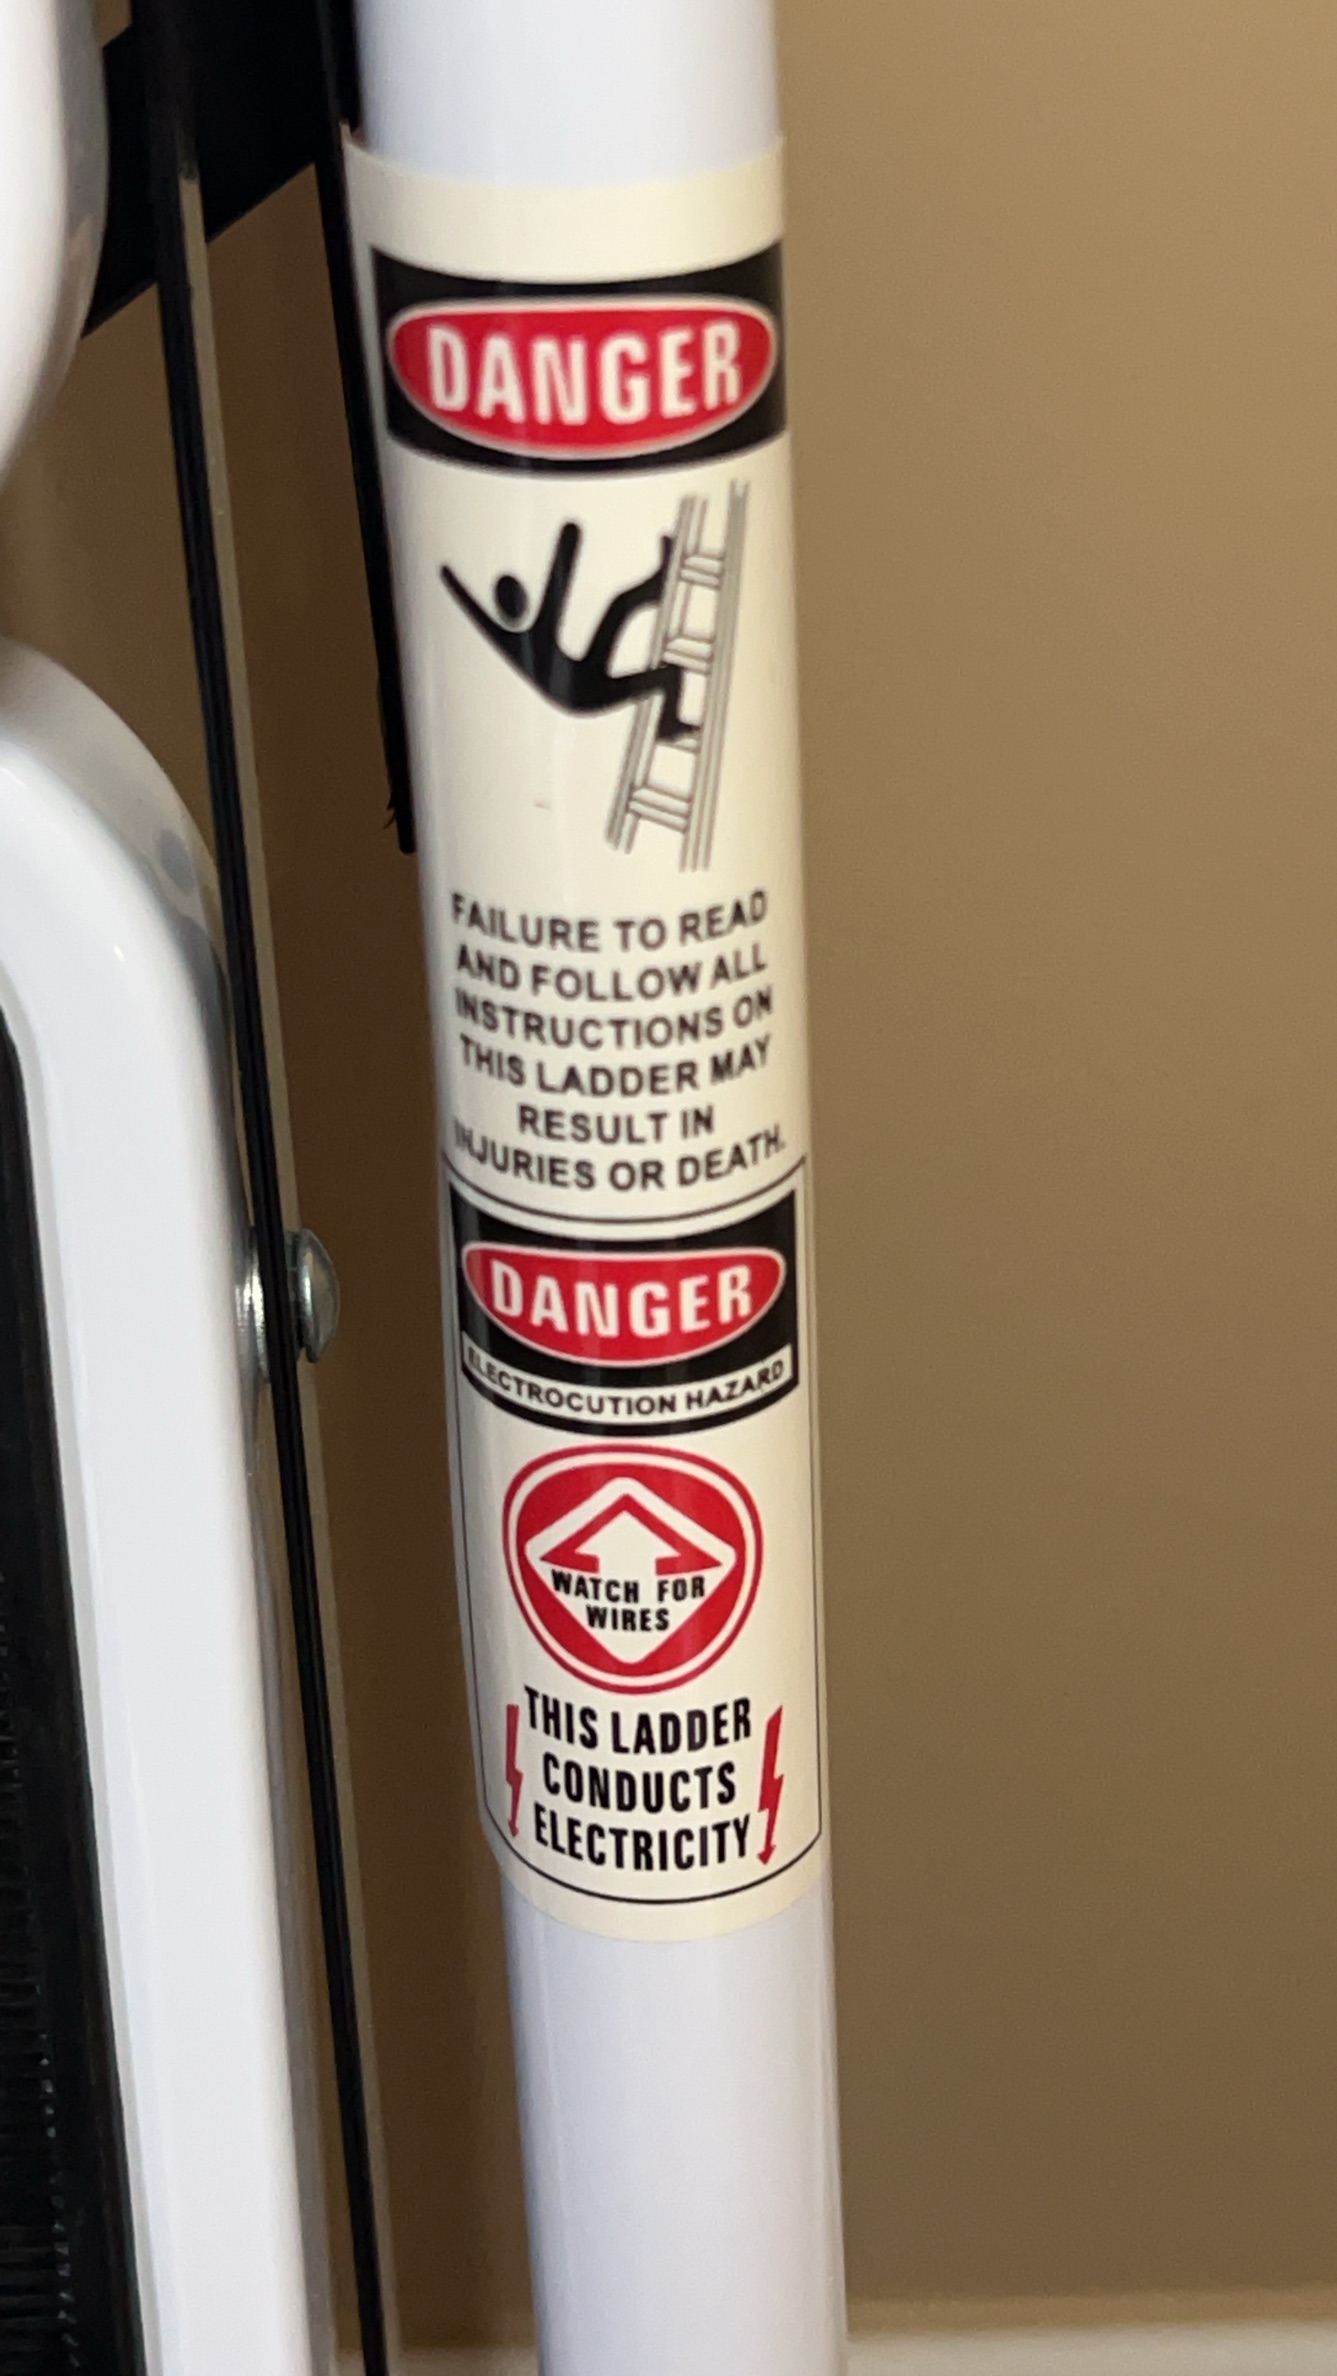 DANGER
FAILURE TO READ
AND FOLLOW ALL
INSTRUCTIONS ON
THIS LADDER MAY
RESULT IN
INJURIES OR DEATH.
DANGER
ELECTROCUTION HAZARD
WATCH FOR
WIRES
THIS LADDER
CONDUCTS
ELECTRICITY